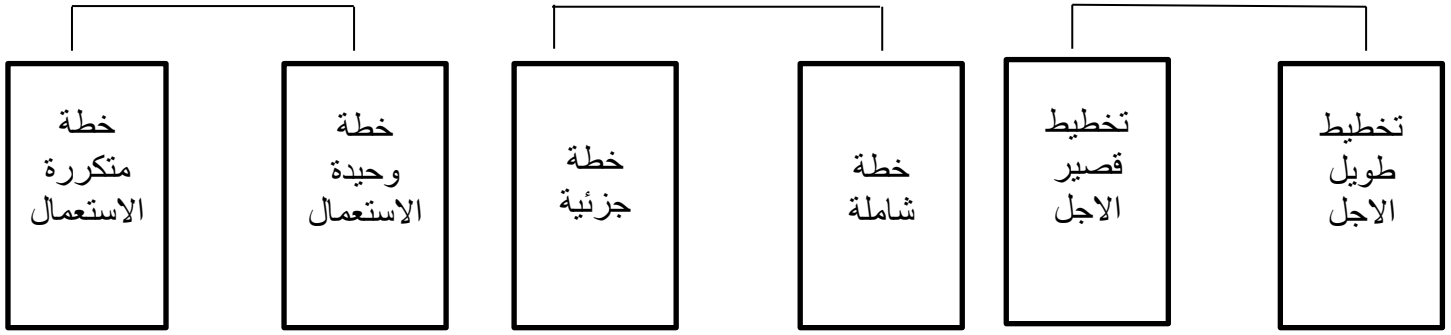 تخطيط
طويل
الاجل
تخطيط
قصير
الاجل
خطة
شاملة
خطة
جزئية
خطة
وحيدة
الاستعمال
خطة
متكررة
الاستعمال